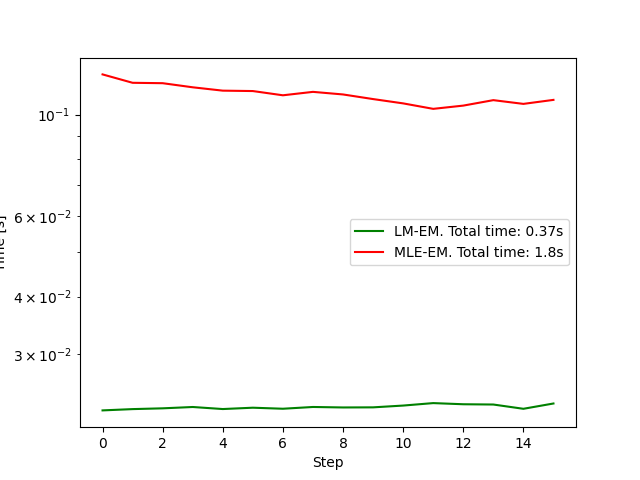 10⁻¹
6 × 10⁻²
4 × 10⁻²
3 × 10⁻²
Time [s]
LM-EM. Total time: 0.37s
MLE-EM. Total time: 1.8s
0 2 4 6 8 10 12 14
Step